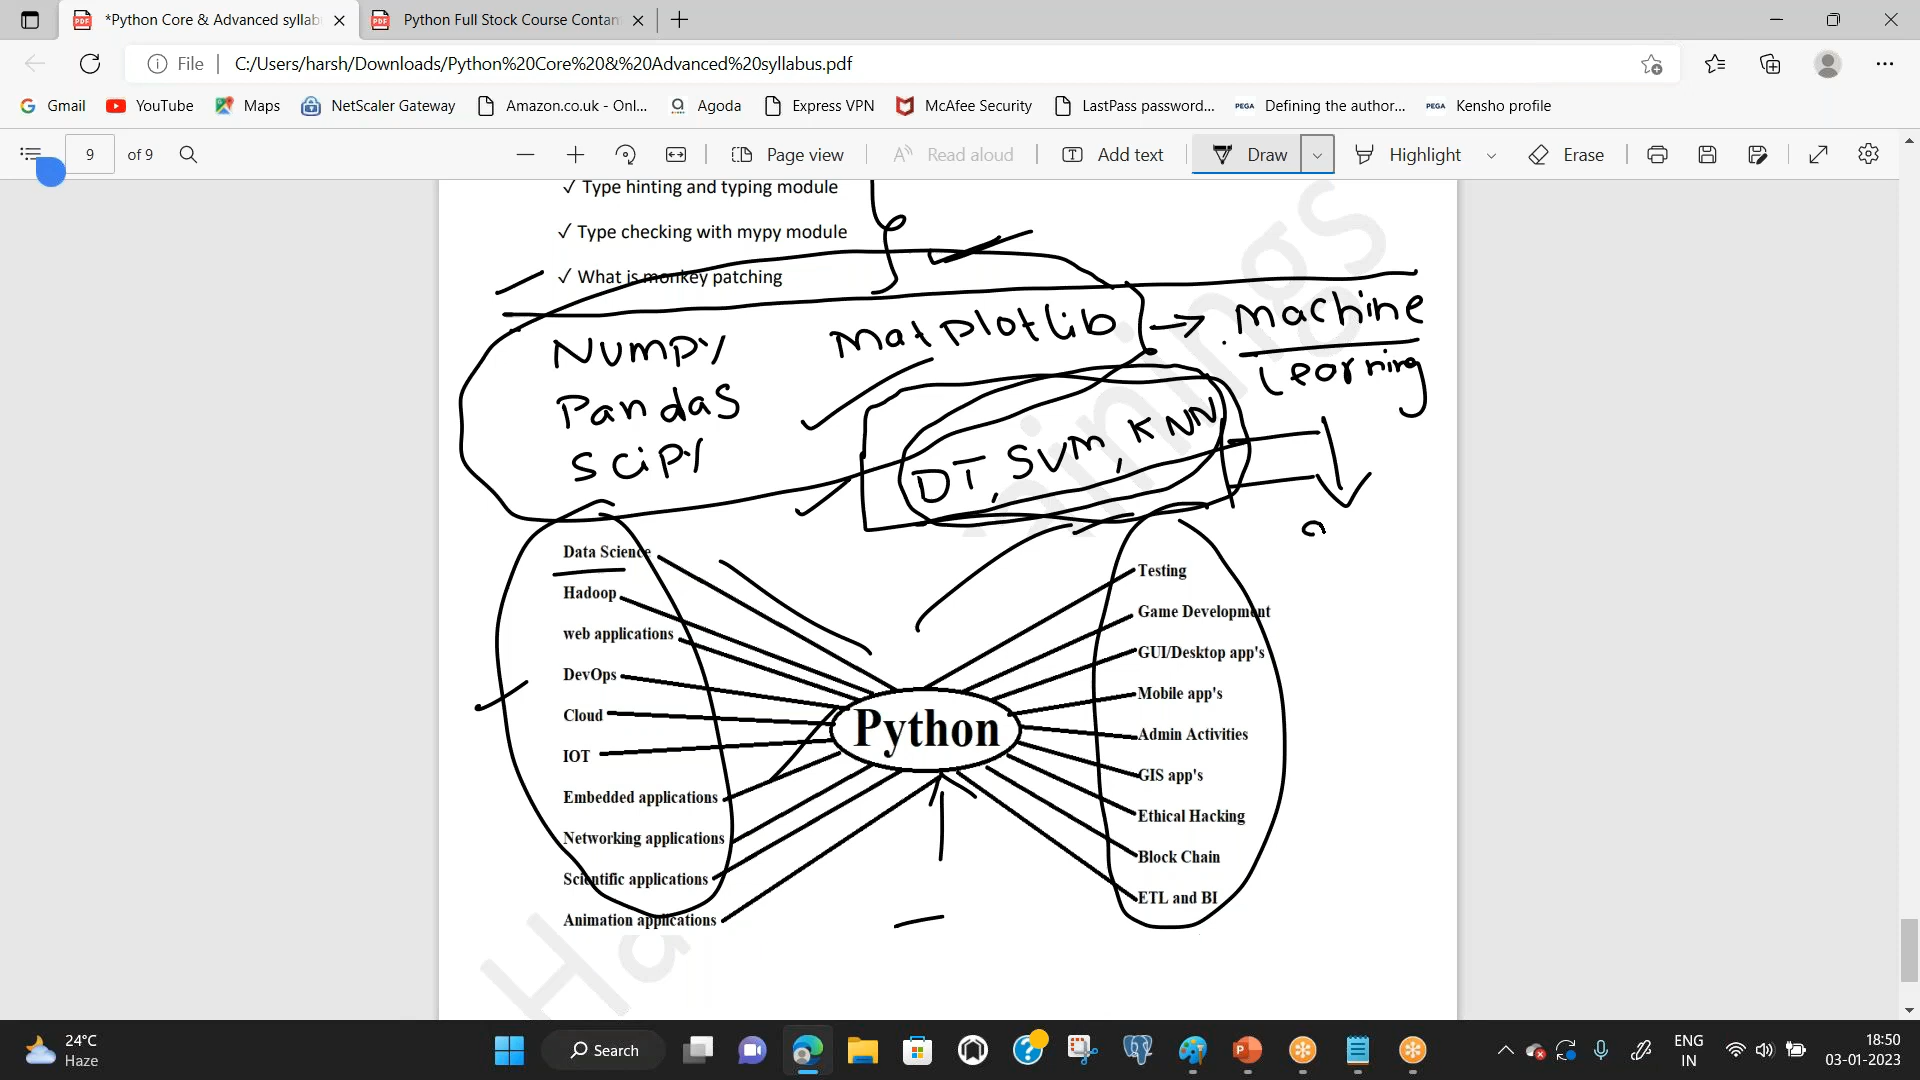 *Python Core & Advanced syllab
Python Full Stock Course Contan
File
C:/Users/harsh/Downloads/Python%20Core%20&%20Advanced%20syllabus.pdf
Gmail
YouTube
Maps
NetScaler Gateway
Amazon.co.uk - Onl...
Agoda
Express VPN
McAfee Security
LastPass password...
PEGA Defining the author...
PEGA Kensho profile
9 of 9
Page view
Read aloud
Add text
Draw
Highlight
Erase
✓ Type hinting and typing module
✓ Type checking with mypy module
✓ What is monkey patching
NumPy
Matplotlib → Machine
Learning
Pandas
SciPy
DT, SVM, KNN
Data Science
Hadoop
web applications
DevOps
Cloud
IOT
Embedded applications
Networking applications
Scientific applications
Animation applications
Python
Testing
Game Development
GUI/Desktop app's
Mobile app's
Admin Activities
GIS app's
Ethical Hacking
Block Chain
ETL and BI
24°C
Haze
Search
ENG
IN
18:50
03-01-2023